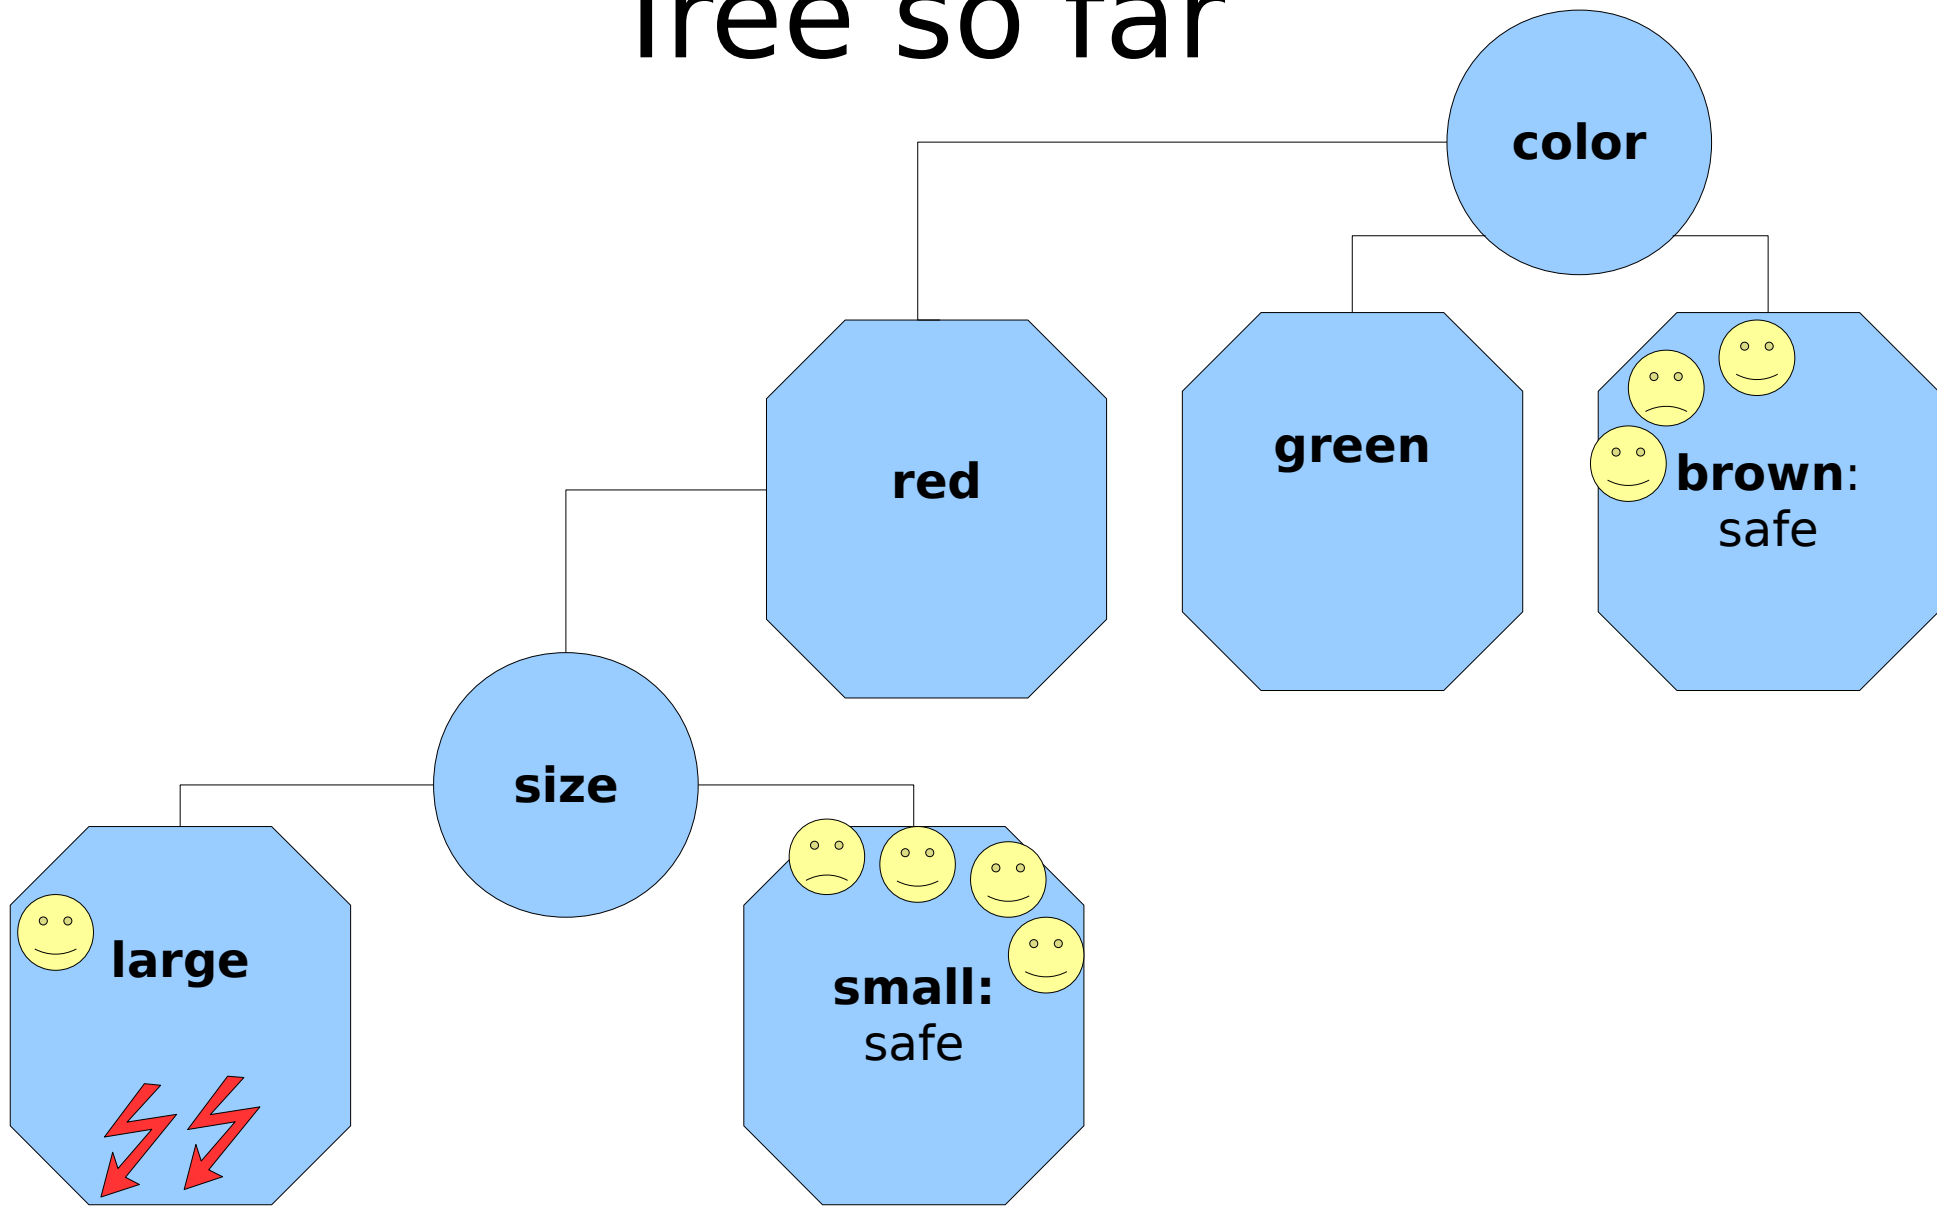 Tree so far
color
red
green
brown:
safe
size
large
small:
safe